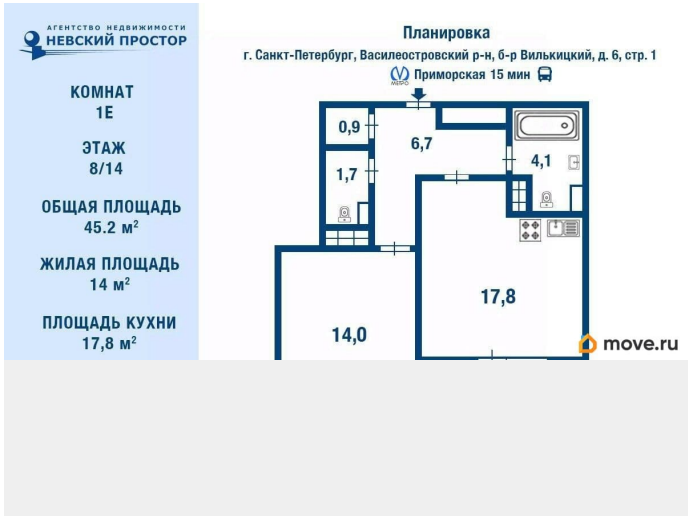 АГЕНТСТВО НЕДВИЖИМОСТИ
НЕВСКИЙ ПРОСТОР
КОМНАТ
1Е
ЭТАЖ
8/14
ОБЩАЯ ПЛОЩАДЬ
45.2 м²
ЖИЛАЯ ПЛОЩАДЬ
14 м²
ПЛОЩАДЬ КУХНИ
17,8 м²
Планировка
г. Санкт-Петербург, Василеостровский р-н, б-р Вилькицкий, д. 6, стр. 1
МЕТРО Приморская 15 мин
0,9
6,7
4,1
1,7
17,8
14,0
move.ru